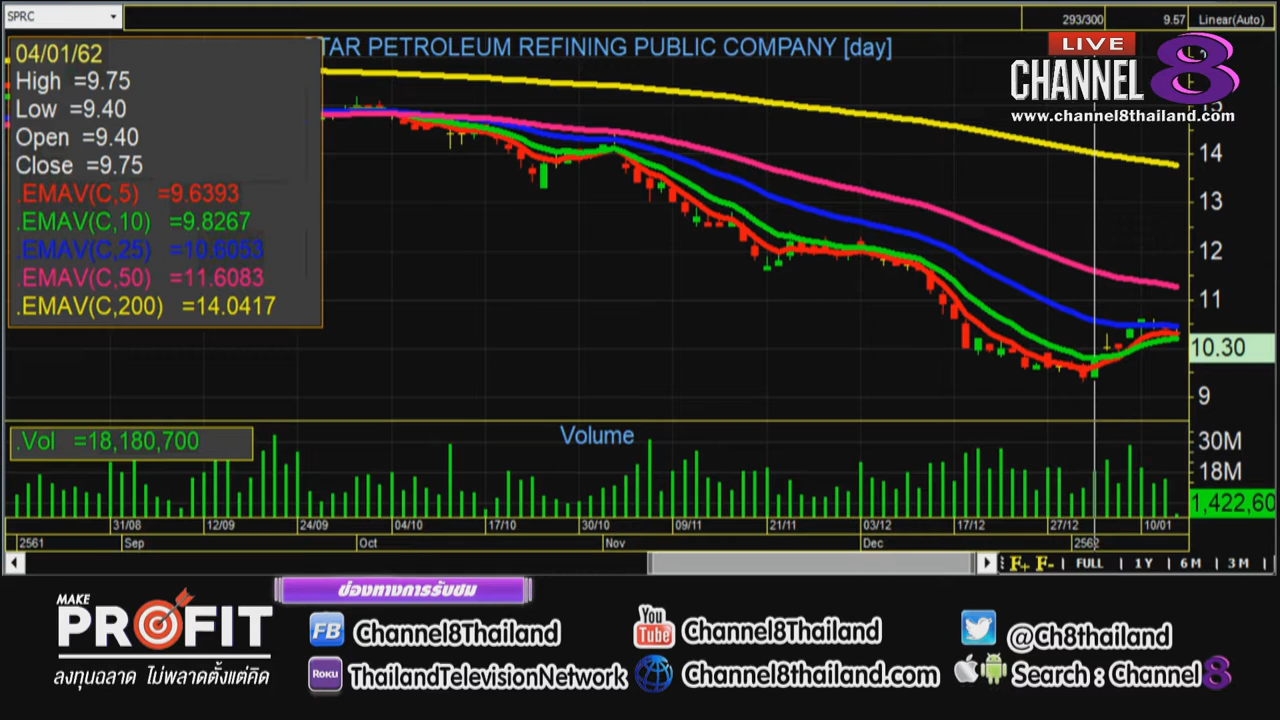 SPRC
293/300
9.57
Linear(Auto)
TAR PETROLEUM REFINING PUBLIC COMPANY [day]
LIVE
CHANNEL 8
www.channel8thailand.com
04/01/62
High =9.75
Low =9.40
Open =9.40
Close =9.75
.EMAV(C,5) =9.6393
.EMAV(C,10) =9.8267
.EMAV(C,25) =10.6053
.EMAV(C,50) =11.6083
.EMAV(C,200) =14.0417
15
14
13
12
11
10.30
9
.Vol =18,180,700
Volume
30M
18M
1,422,60
31/08
12/09
24/09
04/10
17/10
30/10
09/11
21/11
03/12
17/12
27/12
10/01
2561
Sep
Oct
Nov
Dec
2562
F+ F- | FULL | 1Y | 6M | 3M |
ช่องทางการรับชม
MAKE
PROFIT
ลงทุนฉลาด ไม่พลาดตั้งแต่คิด
FB Channel8Thailand
You Tube Channel8Thailand
@Ch8thailand
Roku ThailandTelevisionNetwork
Channel8thailand.com
Search : Channel 8